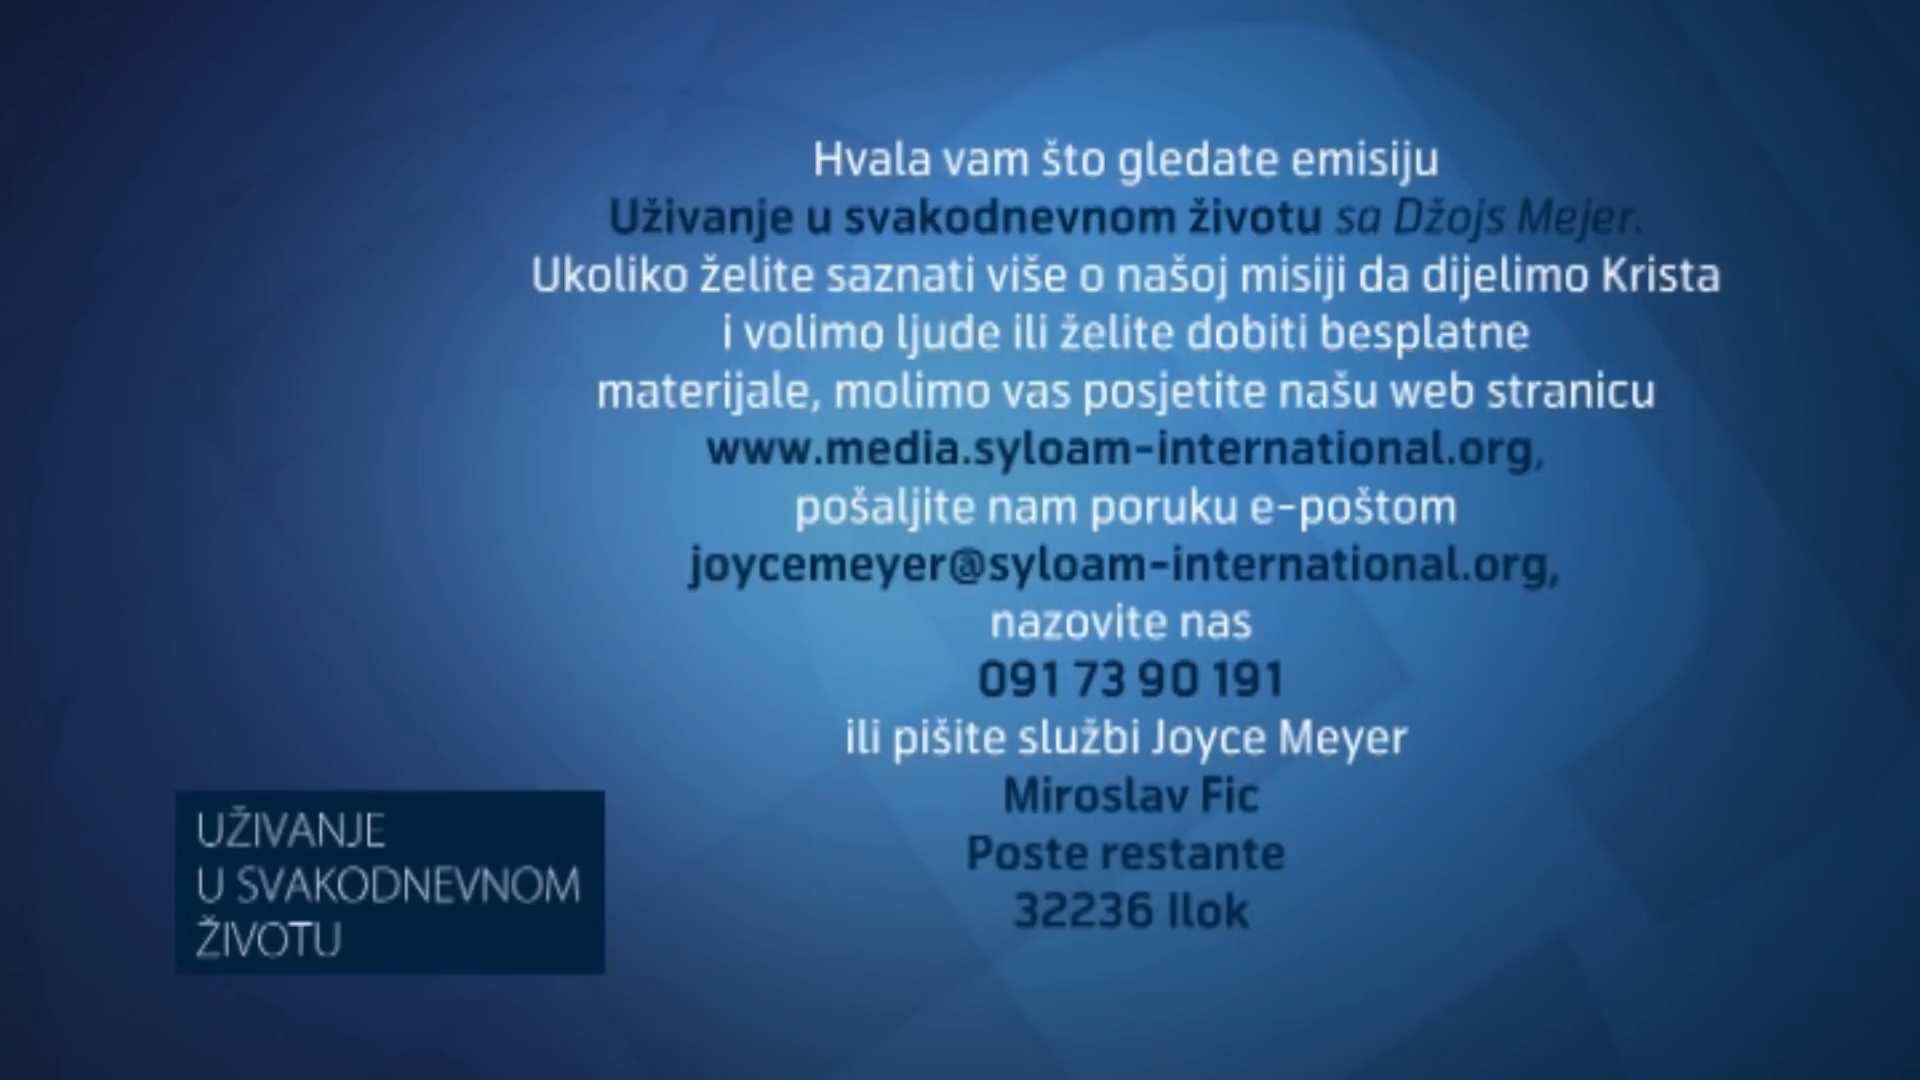 Hvala vam što gledate emisiju
Uživanje u svakodnevnom životu sa Džojs Mejer.
Ukoliko želite saznati više o našoj misiji da dijelimo Krista
i volimo ljude ili želite dobiti besplatne
materijale, molimo vas posjetite našu web stranicu
www.media.syloam-international.org,
pošaljite nam poruku e-poštom
joycemeyer@syloam-international.org,
nazovite nas
091 73 90 191
ili pišite službi Joyce Meyer
Miroslav Fic
Poste restante
32236 Ilok
UŽIVANJE
U SVAKODNEVNOM
ŽIVOTU